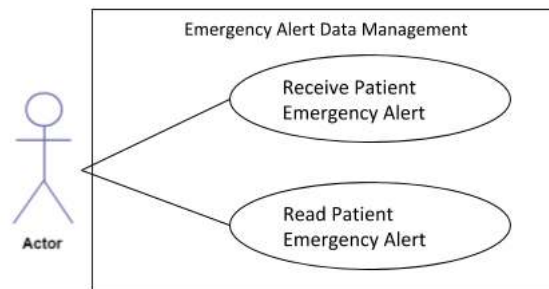 Emergency Alert Data Management
Receive Patient
Emergency Alert
Read Patient
Emergency Alert
Actor